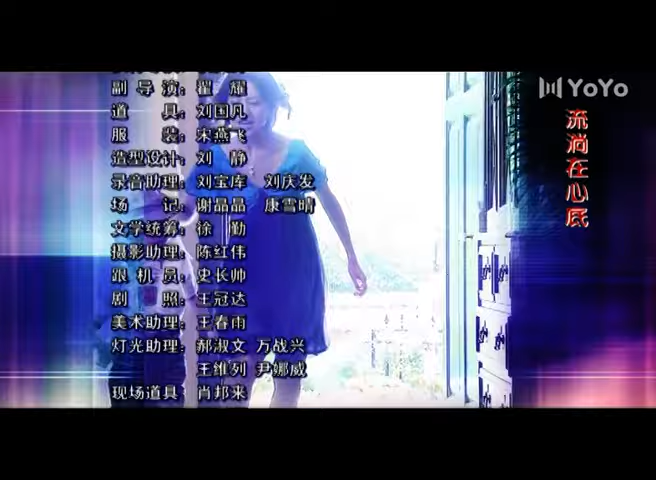 YoYo
副导演：翟耀
道具：刘国凡
服装：宋燕飞
造型设计：刘静
录音助理：刘宝库 刘庆发
场记：谢晶晶 康雪晴
文学统筹：徐勤
摄影助理：陈红伟
跟机员：史长帅
剧照：王冠达
美术助理：王春雨
灯光助理：郝淑文 万战兴
王维列 尹娜威
现场道具：肖邦来
流淌在心底